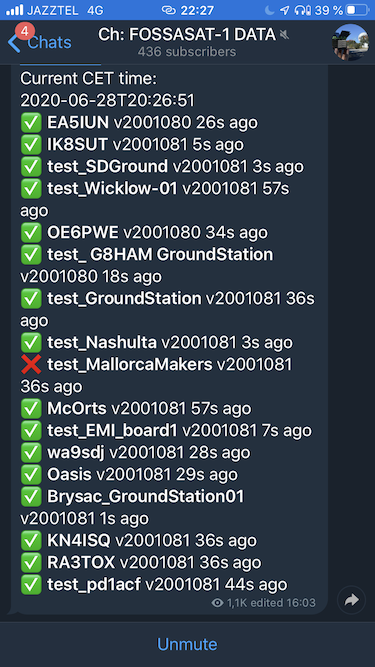 JAZZTEL 4G 22:27 39 %
4
Chats
Ch: FOSSASAT-1 DATA
436 subscribers
Current CET time:
2020-06-28T20:26:51
✅ EA5IUN v2001080 26s ago
✅ IK8SUT v2001081 5s ago
✅ test_SDGround v2001081 3s ago
✅ test_Wicklow-01 v2001081 57s
ago
✅ OE6PWE v2001080 34s ago
✅ test_ G8HAM GroundStation
v2001080 18s ago
✅ test_GroundStation v2001081 36s
ago
✅ test_Nashulta v2001081 3s ago
❌ test_MallorcaMakers v2001081
36s ago
✅ McOrts v2001081 57s ago
✅ test_EMI_board1 v2001081 7s ago
✅ wa9sdj v2001081 28s ago
✅ Oasis v2001081 29s ago
✅ Brysac_GroundStation01
v2001081 1s ago
✅ KN4ISQ v2001081 36s ago
✅ RA3TOX v2001081 36s ago
✅ test_pd1acf v2001081 44s ago
1,1K edited 16:03
Unmute